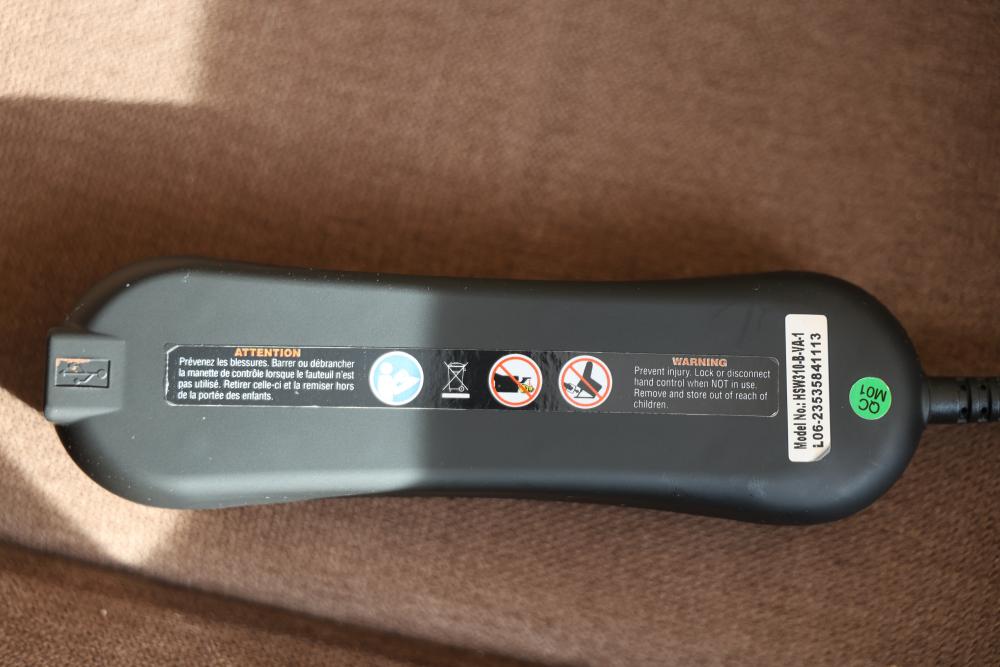 ATTENTION
Prévenez les blessures. Barrer ou débrancher
la manette de contrôle lorsque le fauteuil n'est
pas utilisé. Retirer celle-ci et la remiser hors
de la portée des enfants.
WARNING
Prevent injury. Lock or disconnect
hand control when NOT in use.
Remove and store out of reach of
children.
Model No.: HSW310-B-VA-1
L06-23535841113
QC
M01